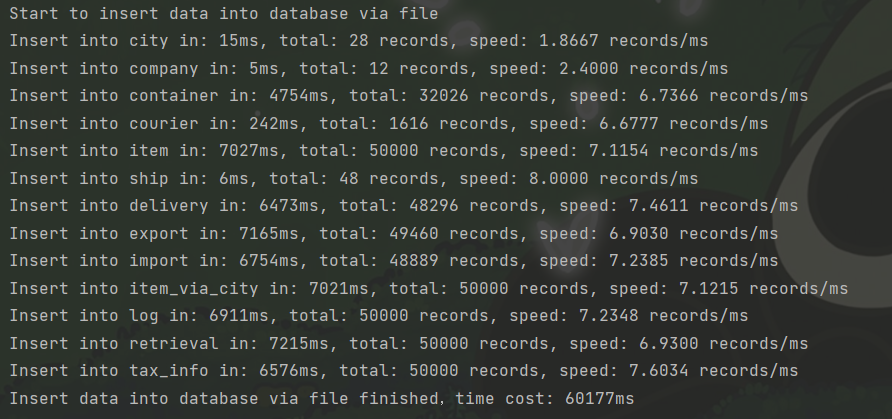 Start to insert data into database via file
Insert into city in: 15ms, total: 28 records, speed: 1.8667 records/ms
Insert into company in: 5ms, total: 12 records, speed: 2.4000 records/ms
Insert into container in: 4754ms, total: 32026 records, speed: 6.7366 records/ms
Insert into courier in: 242ms, total: 1616 records, speed: 6.6777 records/ms
Insert into item in: 7027ms, total: 50000 records, speed: 7.1154 records/ms
Insert into ship in: 6ms, total: 48 records, speed: 8.0000 records/ms
Insert into delivery in: 6473ms, total: 48296 records, speed: 7.4611 records/ms
Insert into export in: 7165ms, total: 49460 records, speed: 6.9030 records/ms
Insert into import in: 6754ms, total: 48889 records, speed: 7.2385 records/ms
Insert into item_via_city in: 7021ms, total: 50000 records, speed: 7.1215 records/ms
Insert into log in: 6911ms, total: 50000 records, speed: 7.2348 records/ms
Insert into retrieval in: 7215ms, total: 50000 records, speed: 6.9300 records/ms
Insert into tax_info in: 6576ms, total: 50000 records, speed: 7.6034 records/ms
Insert data into database via file finished, time cost: 60177ms